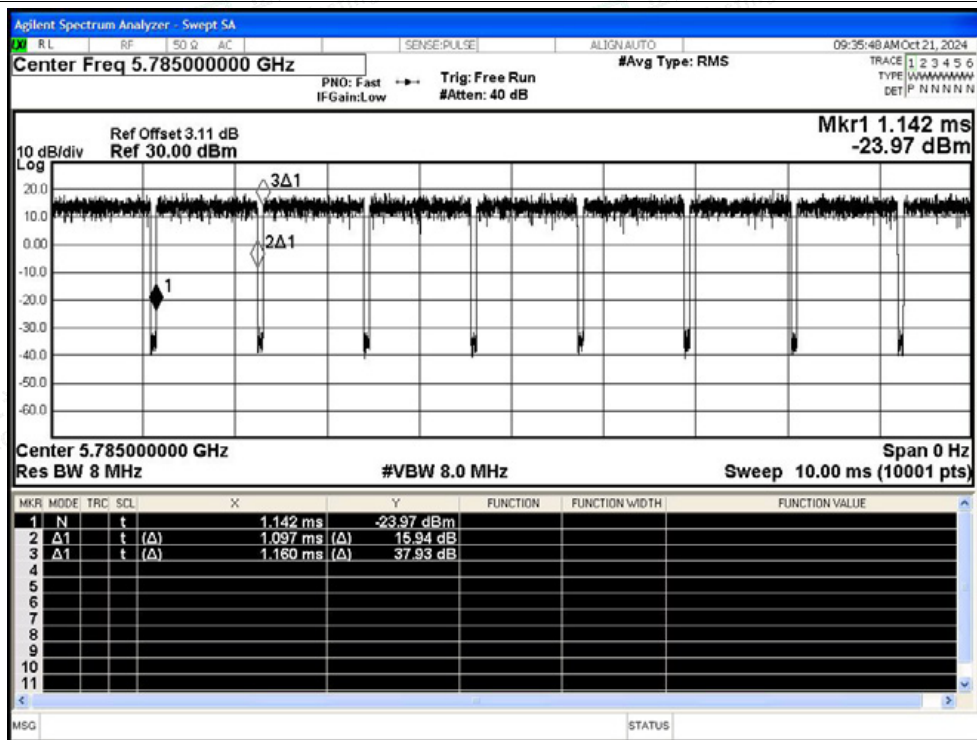 Agilent Spectrum Analyzer - Swept SA
RL RF 50 Ω AC SENSE:PULSE ALIGN AUTO 09:35:48 AM Oct 21, 2024
Center Freq 5.785000000 GHz
PNO: Fast
IFGain:Low
Trig: Free Run
#Atten: 40 dB
#Avg Type: RMS
TRACE 1 2 3 4 5 6
TYPE WWWWWW
DET P N N N N N
Mkr1 1.142 ms
-23.97 dBm
Ref Offset 3.11 dB
10 dB/div Ref 30.00 dBm
Log
20.0
10.0
0.00
-10.0
-20.0
-30.0
-40.0
-50.0
-60.0
3Δ1
2Δ1
1
Center 5.785000000 GHz Span 0 Hz
Res BW 8 MHz #VBW 8.0 MHz Sweep 10.00 ms (10001 pts)
MKR MODE TRC SCL X Y FUNCTION FUNCTION WIDTH FUNCTION VALUE
1 N t 1.142 ms -23.97 dBm
2 Δ1 t (Δ) 1.097 ms (Δ) 15.94 dB
3 Δ1 t (Δ) 1.160 ms (Δ) 37.93 dB
4
5
6
7
8
9
10
11
MSG STATUS